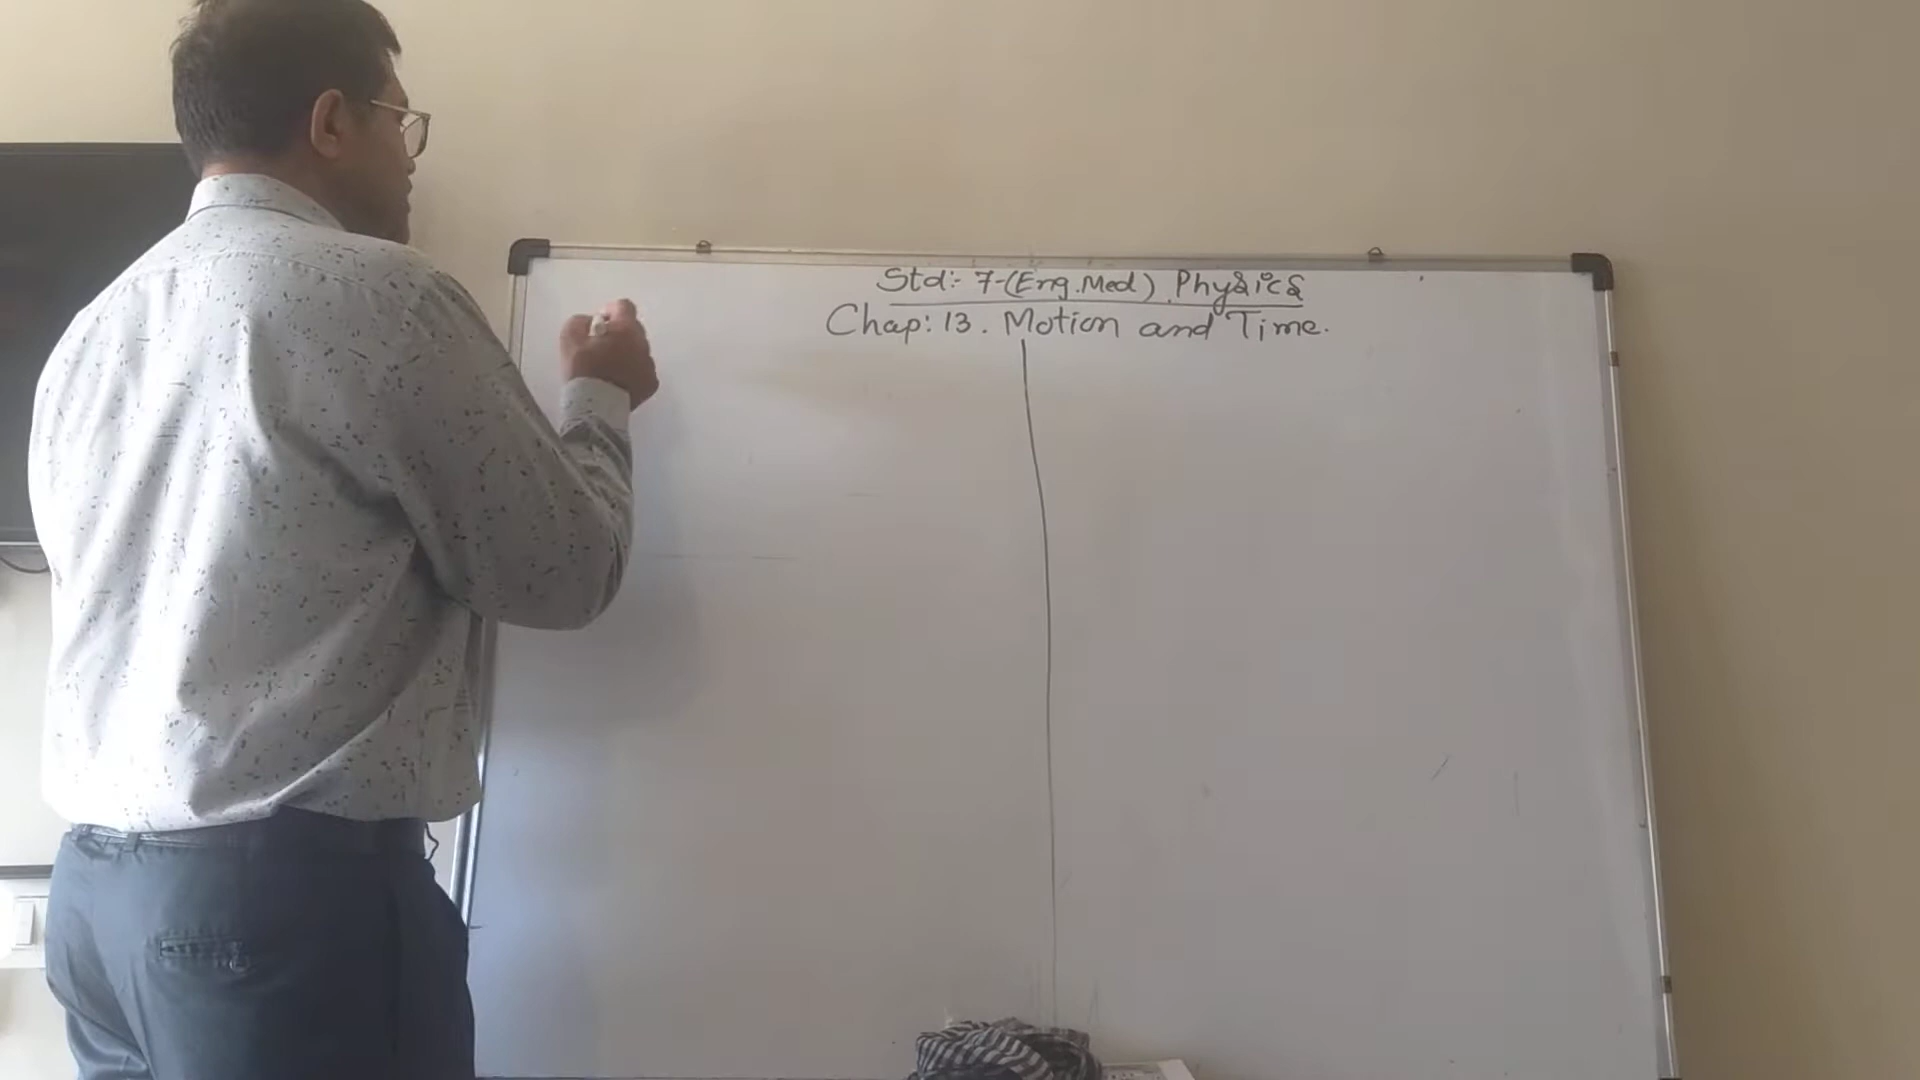 Std:- 7-(Eng.Med) Physics
Chap: 13. Motion and Time.